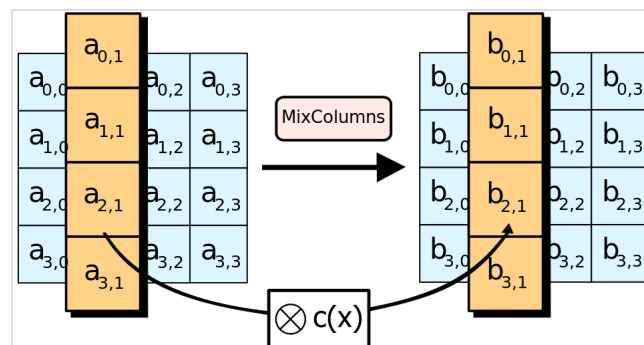 a0,1 b0,1
a0,0 a0,2 a0,3 b0,0 b0,2 b0,3
MixColumns
a1,1 b1,1
a1,0 a1,2 a1,3 b1,0 b1,2 b1,3
a2,1 b2,1
a2,0 a2,2 a2,3 b2,0 b2,2 b2,3
a3,1 b3,1
a3,0 a3,2 a3,3 b3,0 b3,2 b3,3
⊗ c(x)